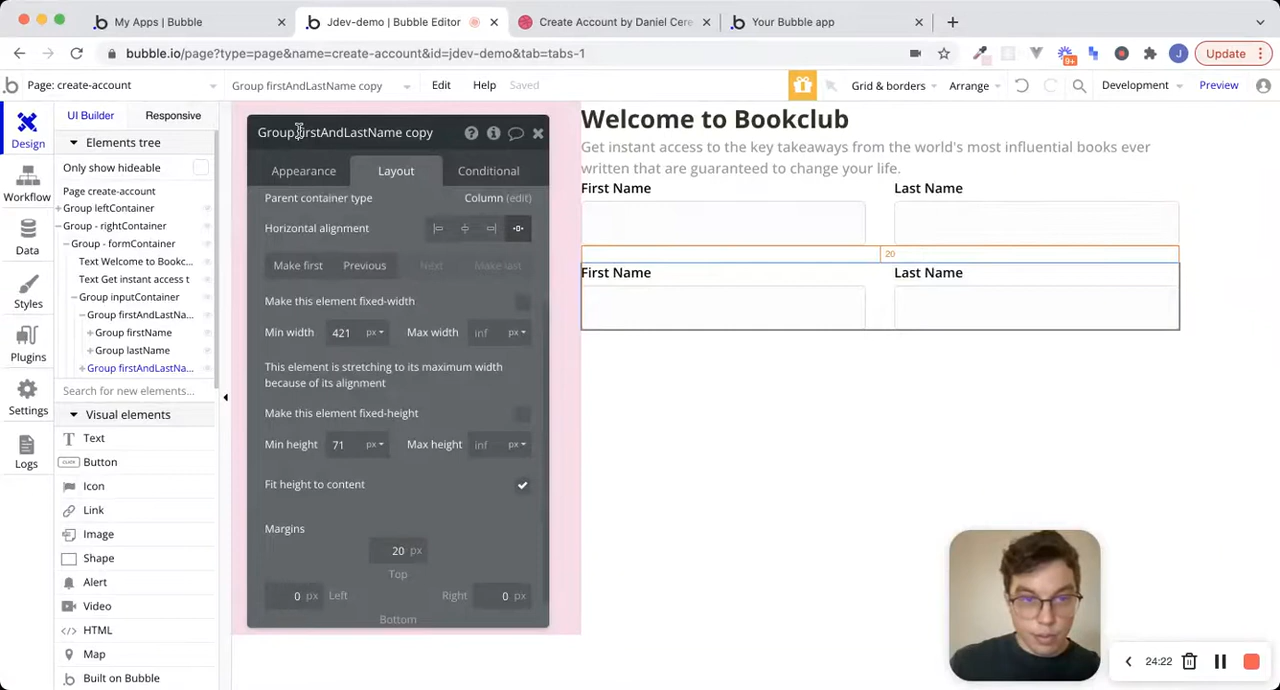 My Apps | Bubble
Jdev-demo | Bubble Editor
Create Account by Daniel Cere
Your Bubble app
bubble.io/page?type=page&name=create-account&id=jdev-demo&tab=tabs-1
9+
J
Update
Page: create-account
Group firstAndLastName copy
Edit
Help
Saved
Grid & borders
Arrange
Development
Preview
Design
Workflow
Data
Styles
Plugins
Settings
Logs
UI Builder
Responsive
Elements tree
Only show hideable
Page create-account
Group leftContainer
Group - rightContainer
Group - formContainer
Text Welcome to Bookc...
Text Get instant access t
Group inputContainer
Group firstAndLastNa...
Group firstName
Group lastName
Group firstAndLastNa...
Search for new elements...
Visual elements
Text
Button
CLICK
Icon
Link
Image
Shape
Alert
Video
</> HTML
Map
Built on Bubble
Group firstAndLastName copy
Appearance
Layout
Conditional
Parent container type
Column (edit)
Horizontal alignment
Make first
Previous
Next
Make last
Make this element fixed-width
Min width 421 px
Max width inf px
This element is stretching to its maximum width
because of its alignment
Make this element fixed-height
Min height 71 px
Max height inf px
Fit height to content
Margins
20 px
Top
0 px Left
Right 0 px
Bottom
Welcome to Bookclub
Get instant access to the key takeaways from the world's most influential books ever
written that are guaranteed to change your life.
First Name
Last Name
20
First Name
Last Name
24:22